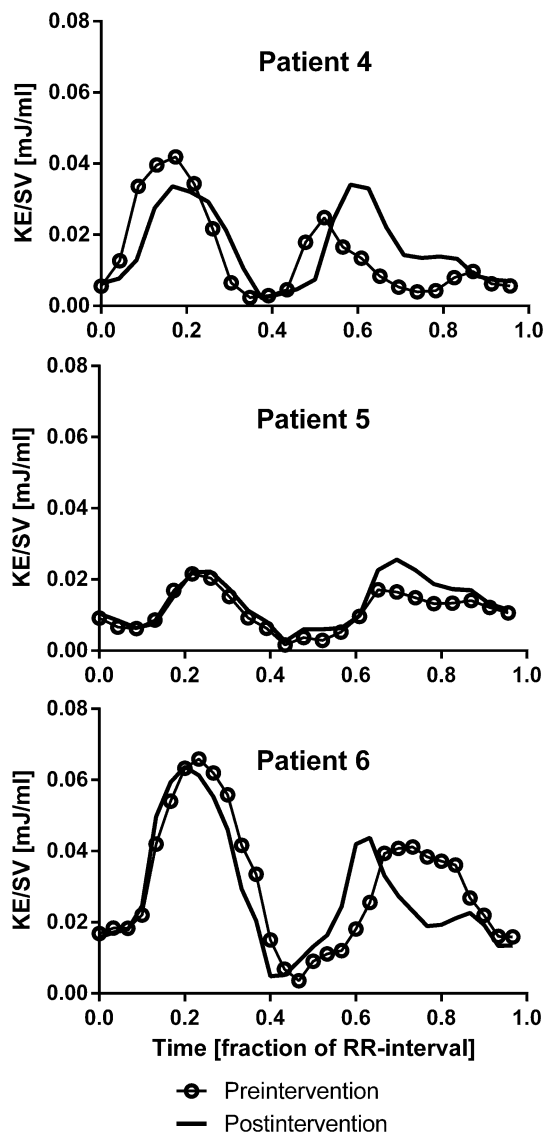 Patient 4
KE/SV [mJ/ml]
0.08
0.06
0.04
0.02
0.00
0.0 0.2 0.4 0.6 0.8 1.0
Patient 5
KE/SV [mJ/ml]
0.08
0.06
0.04
0.02
0.00
0.0 0.2 0.4 0.6 0.8 1.0
Patient 6
KE/SV [mJ/ml]
0.08
0.06
0.04
0.02
0.00
0.0 0.2 0.4 0.6 0.8 1.0
Time [fraction of RR-interval]
Preintervention
Postintervention